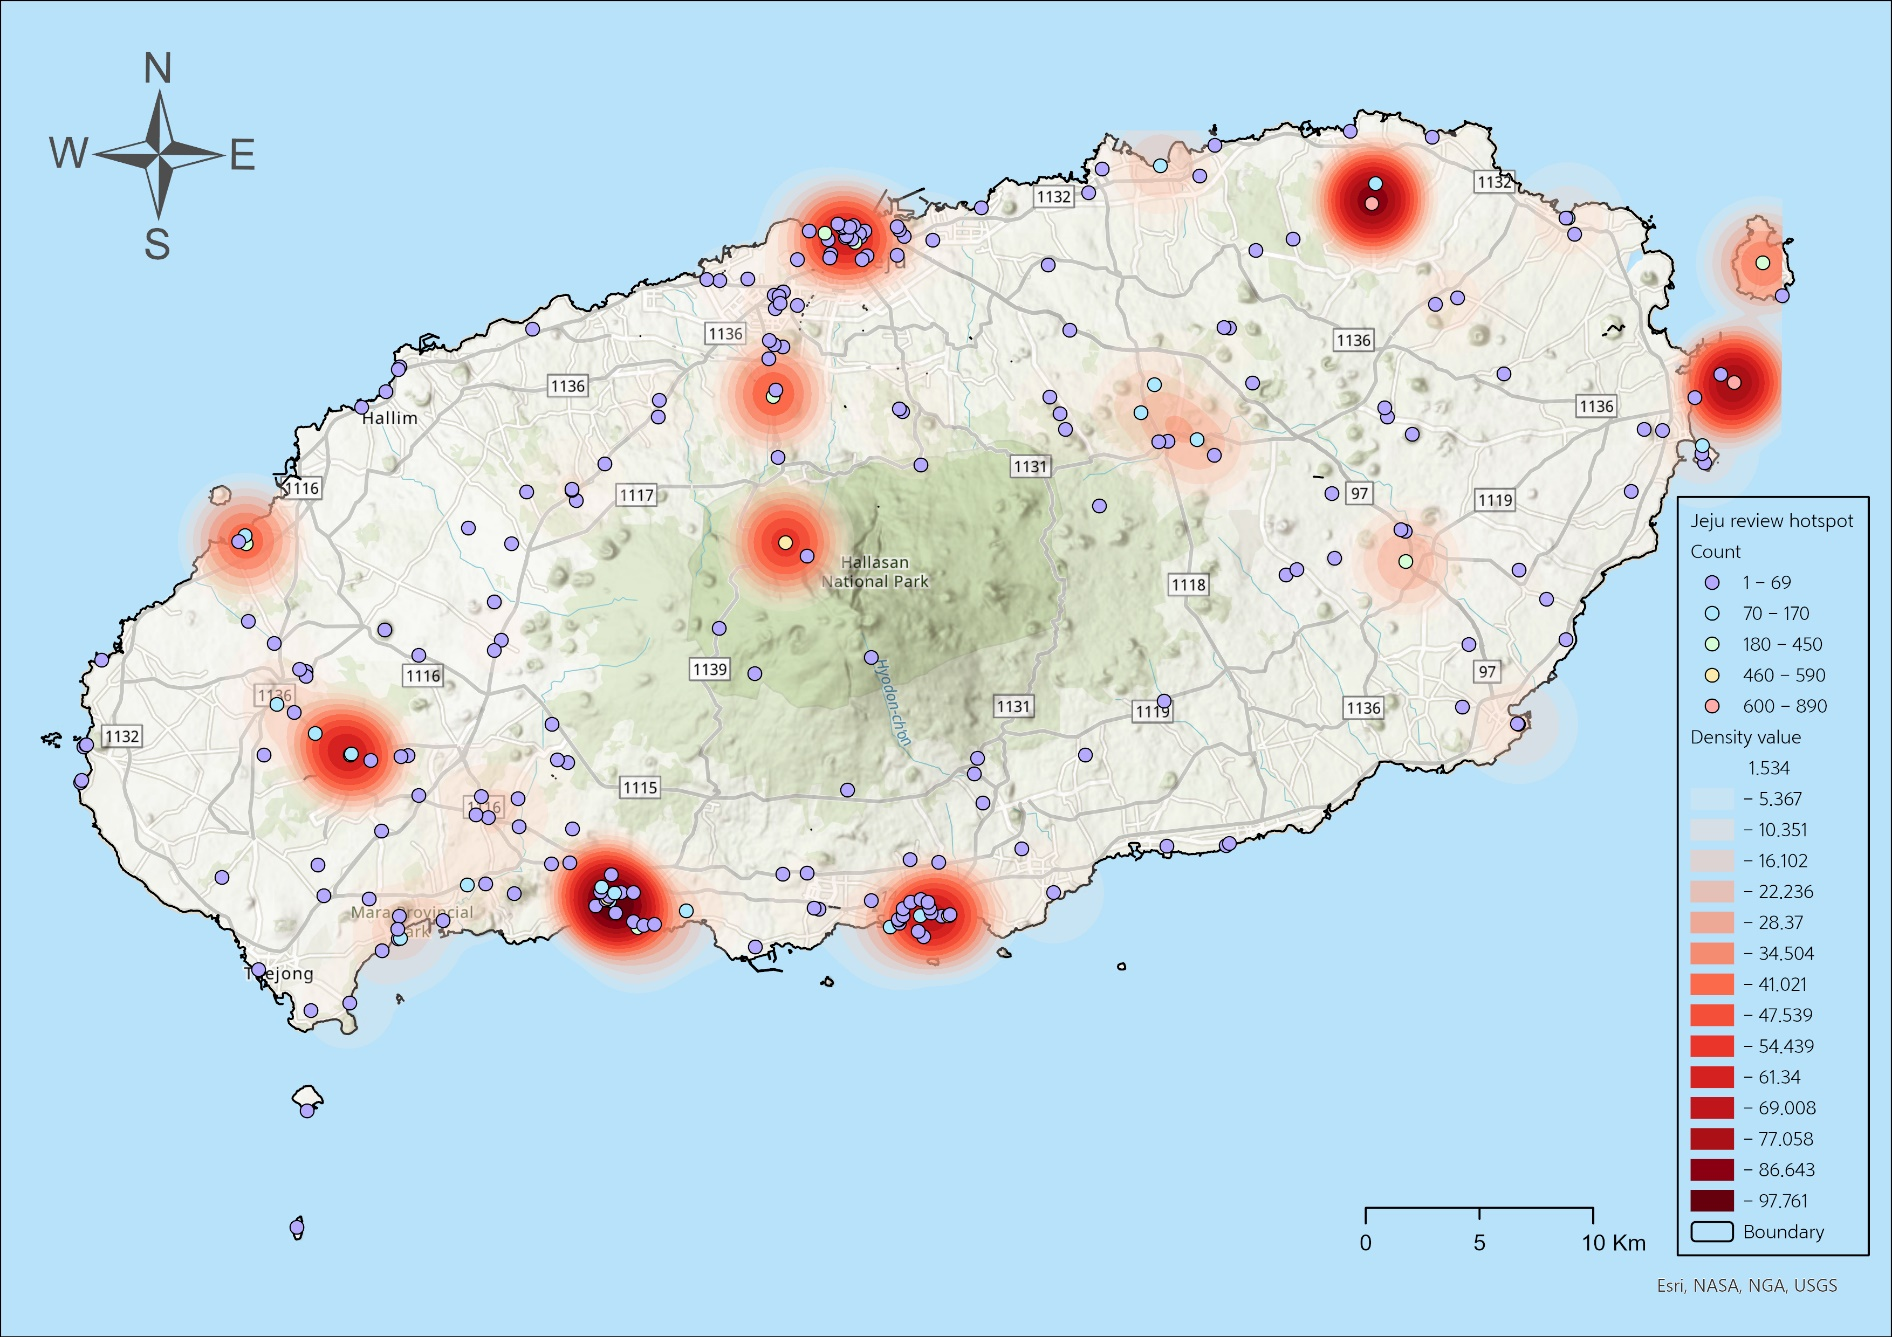 N
W E
S
1132
1132
ju
1136
1136
1136
1136
Hallim
1131
1116
1117
97
1119
Hallasan
National Park
1118
1139
1116
1136
97
Hyodon-ch'on
1131
1119
1136
1132
1115
1116
Mara Provincial
Park
Taejong
Jeju review hotspot
Count
1 – 69
70 – 170
180 – 450
460 – 590
600 – 890
Density value
1.534
– 5.367
– 10.351
– 16.102
– 22.236
– 28.37
– 34.504
– 41.021
– 47.539
– 54.439
– 61.34
– 69.008
– 77.058
– 86.643
– 97.761
Boundary
0 5 10 Km
Esri, NASA, NGA, USGS